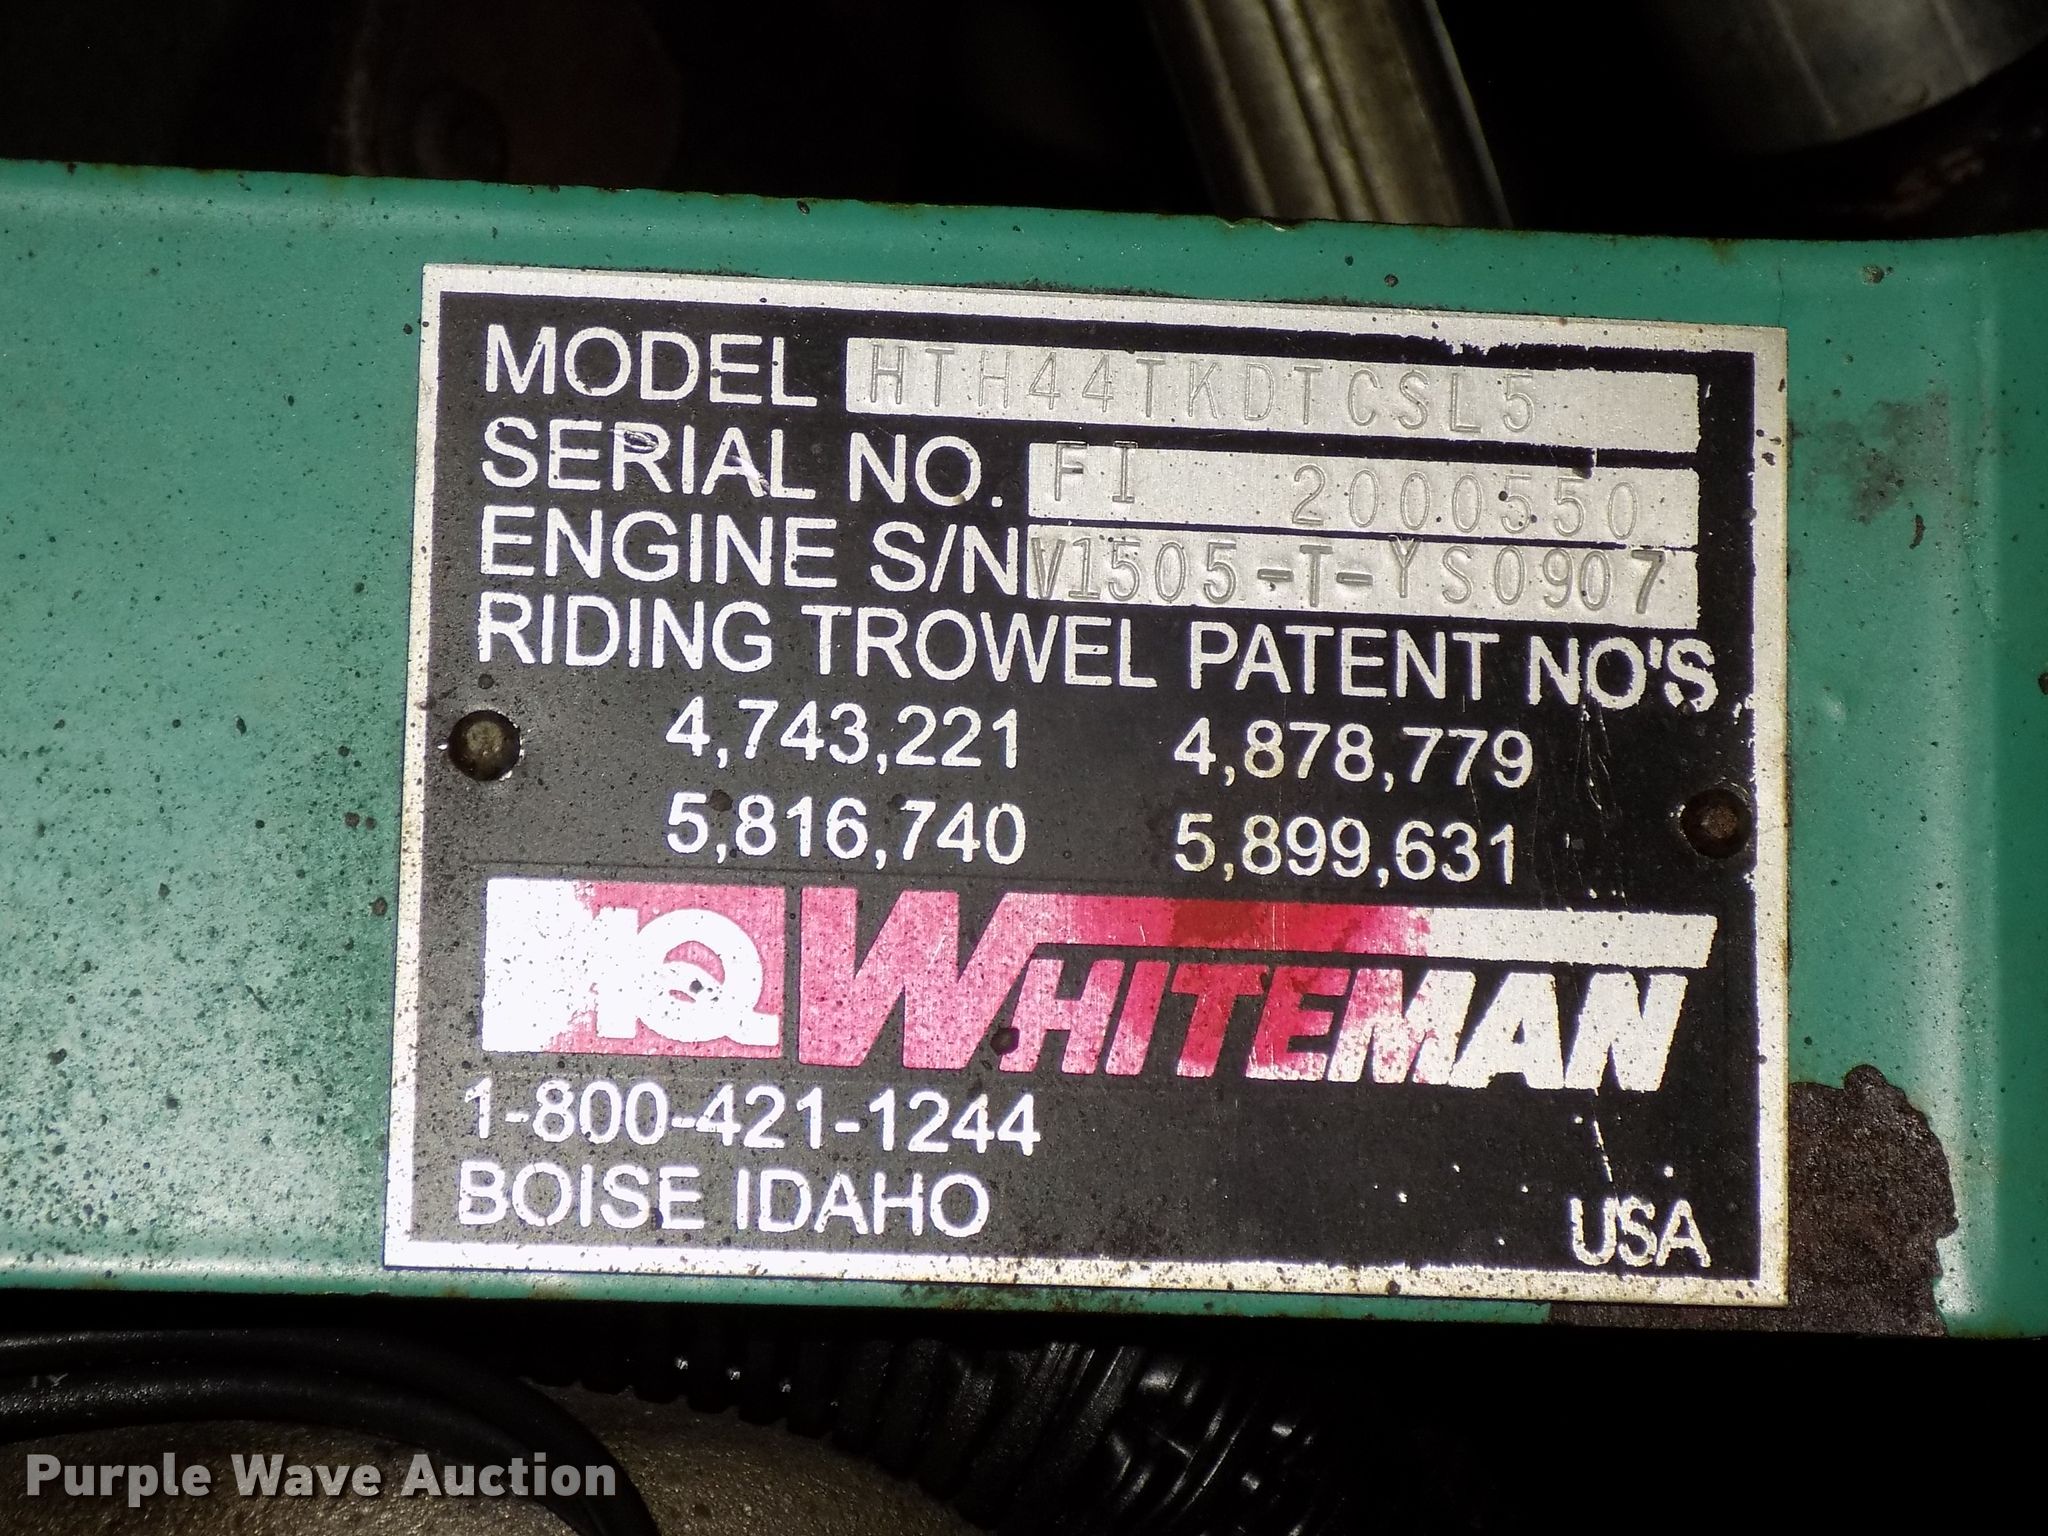 MODEL HTH44TKDTCSL5
SERIAL NO. FI 2000550
ENGINE S/N V1505-T-YS0907
RIDING TROWEL PATENT NO'S
4,743,221 4,878,779
5,816,740 5,899,631
MQ WHITEMAN
1-800-421-1244
BOISE IDAHO
USA
Purple Wave Auction